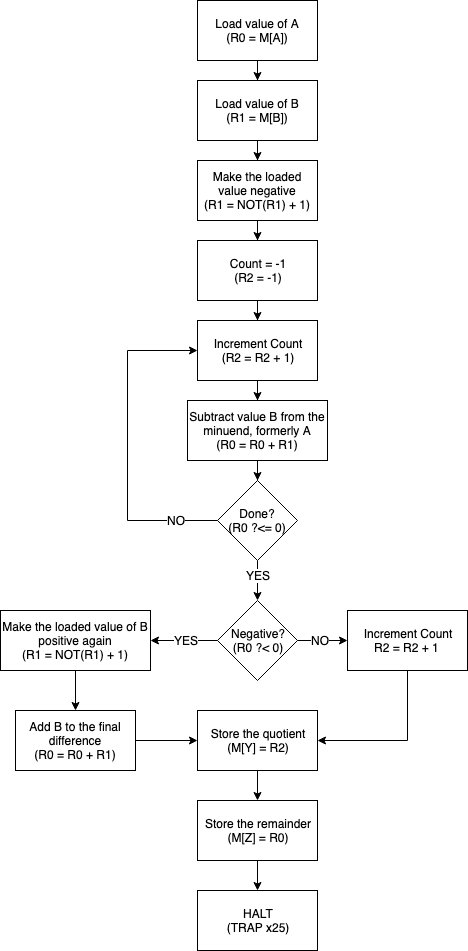 Load value of A
(R0 = M[A])
Load value of B
(R1 = M[B])
Make the loaded
value negative
(R1 = NOT(R1) + 1)
Count = -1
(R2 = -1)
Increment Count
(R2 = R2 + 1)
Subtract value B from the
minuend, formerly A
(R0 = R0 + R1)
Done?
(R0 ?<= 0)
NO
YES
Negative?
(R0 ?< 0)
YES
NO
Make the loaded value of B
positive again
(R1 = NOT(R1) + 1)
Increment Count
R2 = R2 + 1
Add B to the final
difference
(R0 = R0 + R1)
Store the quotient
(M[Y] = R2)
Store the remainder
(M[Z] = R0)
HALT
(TRAP x25)